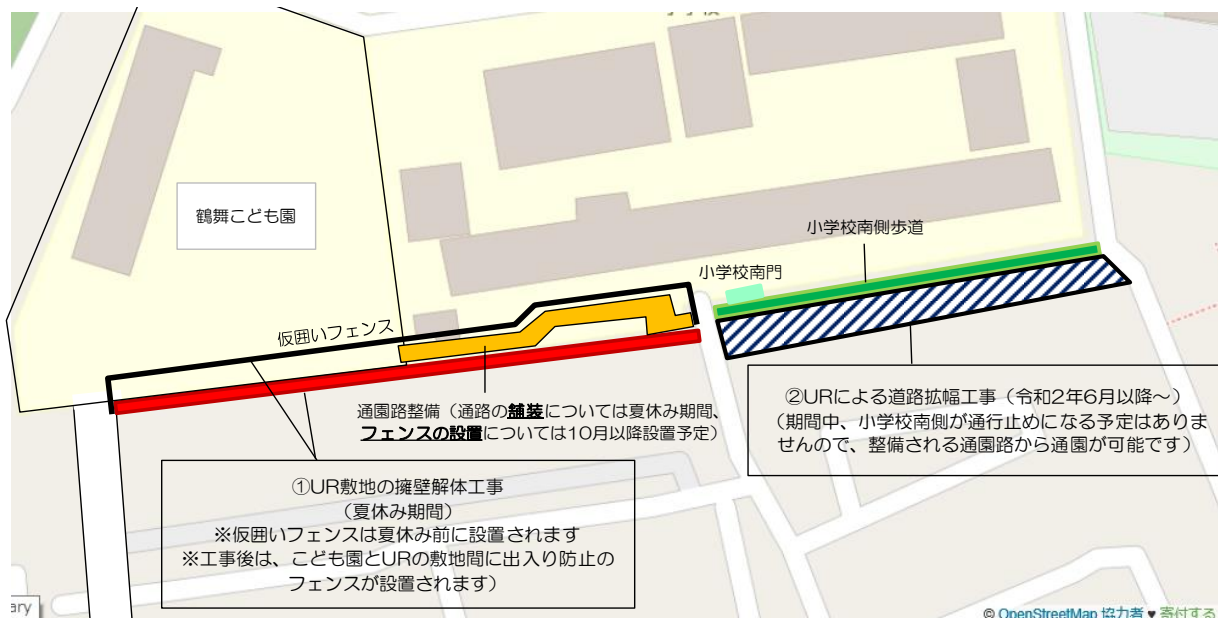 鶴舞こども園
小学校南側歩道
小学校南門
仮囲いフェンス
通園路整備（通路の舗装については夏休み期間、
フェンスの設置については10月以降設置予定）
②URによる道路拡幅工事（令和2年6月以降～）
（期間中、小学校南側が通行止めになる予定はありま
せんので、整備される通園路から通園が可能です）
①UR敷地の擁壁解体工事
（夏休み期間）
※仮囲いフェンスは夏休み前に設置されます
※工事後は、こども園とURの敷地間に出入り防止の
フェンスが設置されます）
ary
© OpenStreetMap 協力者 ♥ 寄付する